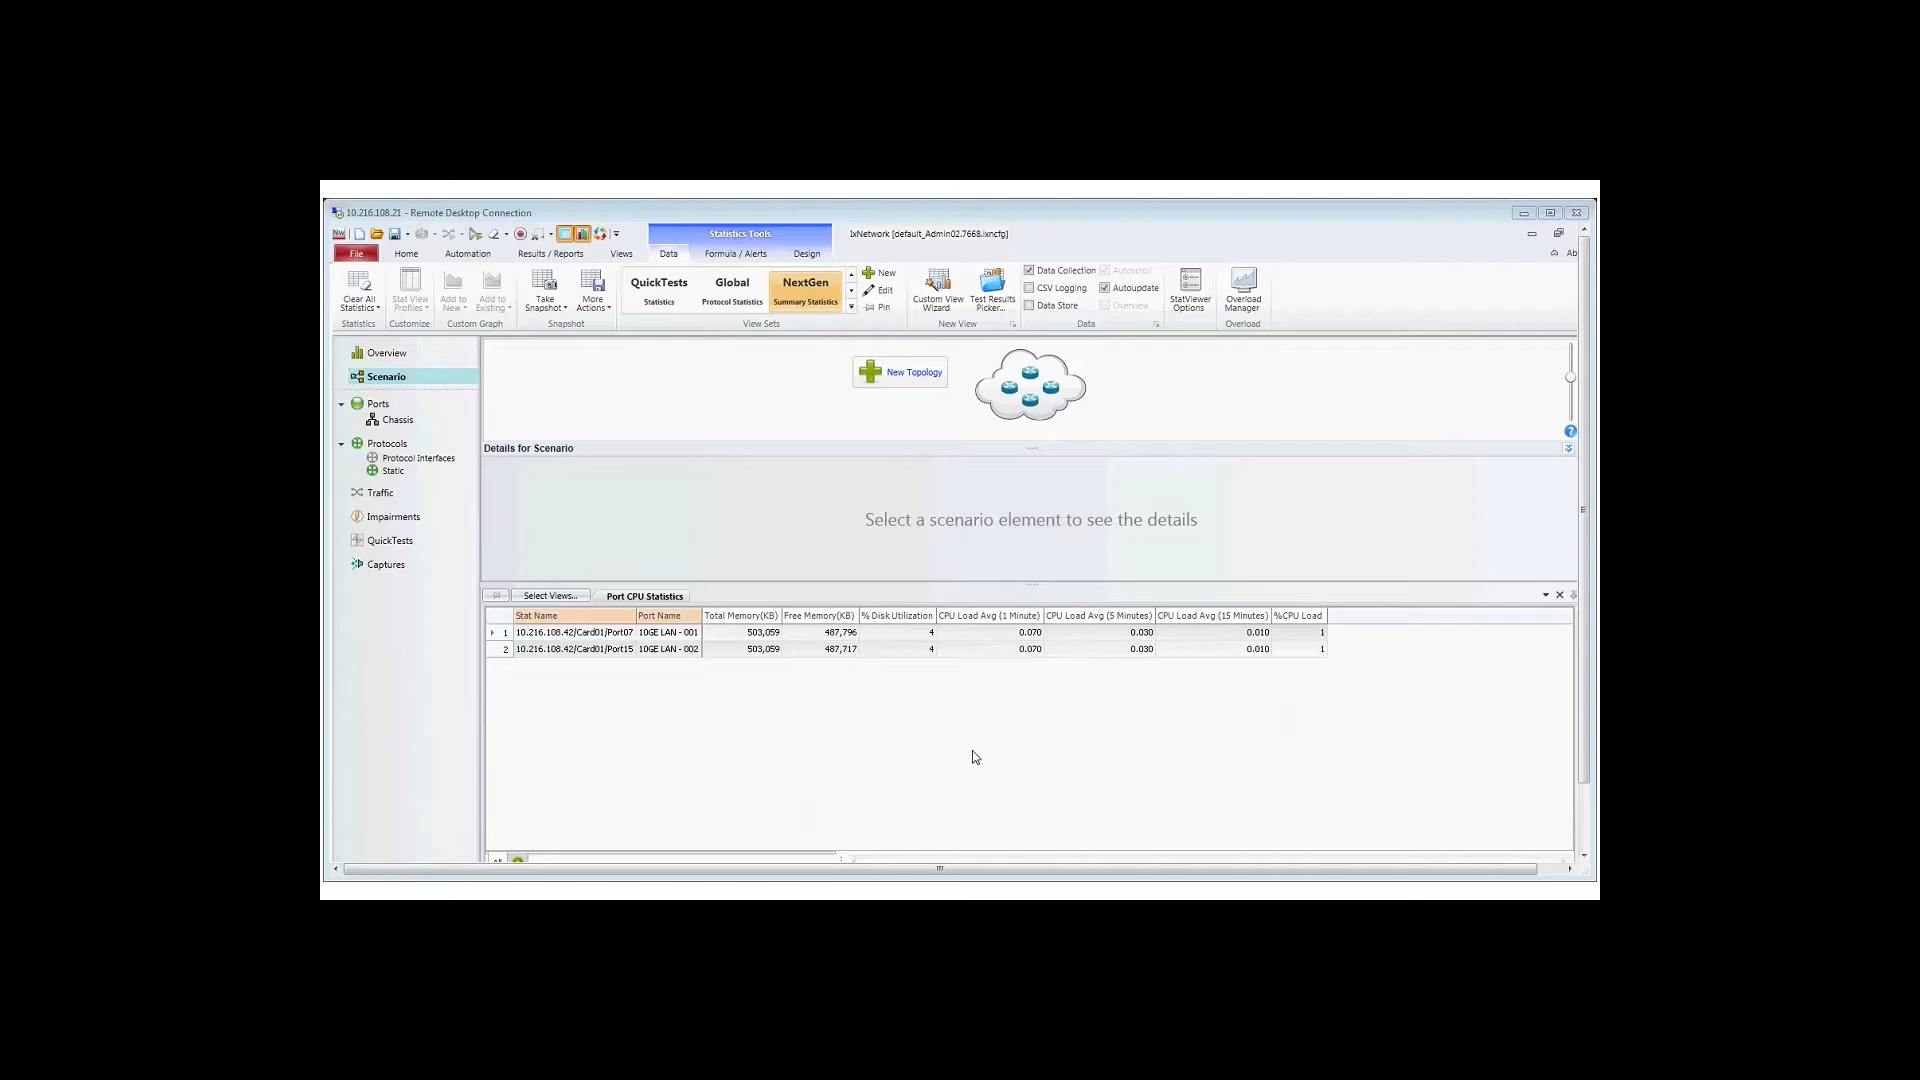 10.216.108.21 - Remote Desktop Connection
Statistics Tools
IxNetwork [default_Admin02.7668.ixncfg]
File Home Automation Results / Reports Views Data Formula / Alerts Design
Clear All Statistics
Stat View Profiles
Add to New
Add to Existing
Take Snapshot
More Actions
QuickTests Statistics
Global Protocol Statistics
NextGen Summary Statistics
New
Edit
Pin
Custom View Wizard
Test Results Picker...
Data Collection Autoscroll
CSV Logging Autoupdate
Data Store Overview
StatViewer Options
Overload Manager
Statistics Customize Custom Graph Snapshot View Sets New View Data Overload
Overview
Scenario
Ports
Chassis
Protocols
Protocol Interfaces
Static
Traffic
Impairments
QuickTests
Captures
New Topology
Details for Scenario
Select a scenario element to see the details
Select Views... Port CPU Statistics
Stat Name Port Name Total Memory(KB) Free Memory(KB) % Disk Utilization CPU Load Avg (1 Minute) CPU Load Avg (5 Minutes) CPU Load Avg (15 Minutes) %CPU Load
1 10.216.108.42/Card01/Port07 10GE LAN - 001 503,059 487,796 4 0.070 0.030 0.010 1
2 10.216.108.42/Card01/Port15 10GE LAN - 002 503,059 487,717 4 0.070 0.030 0.010 1